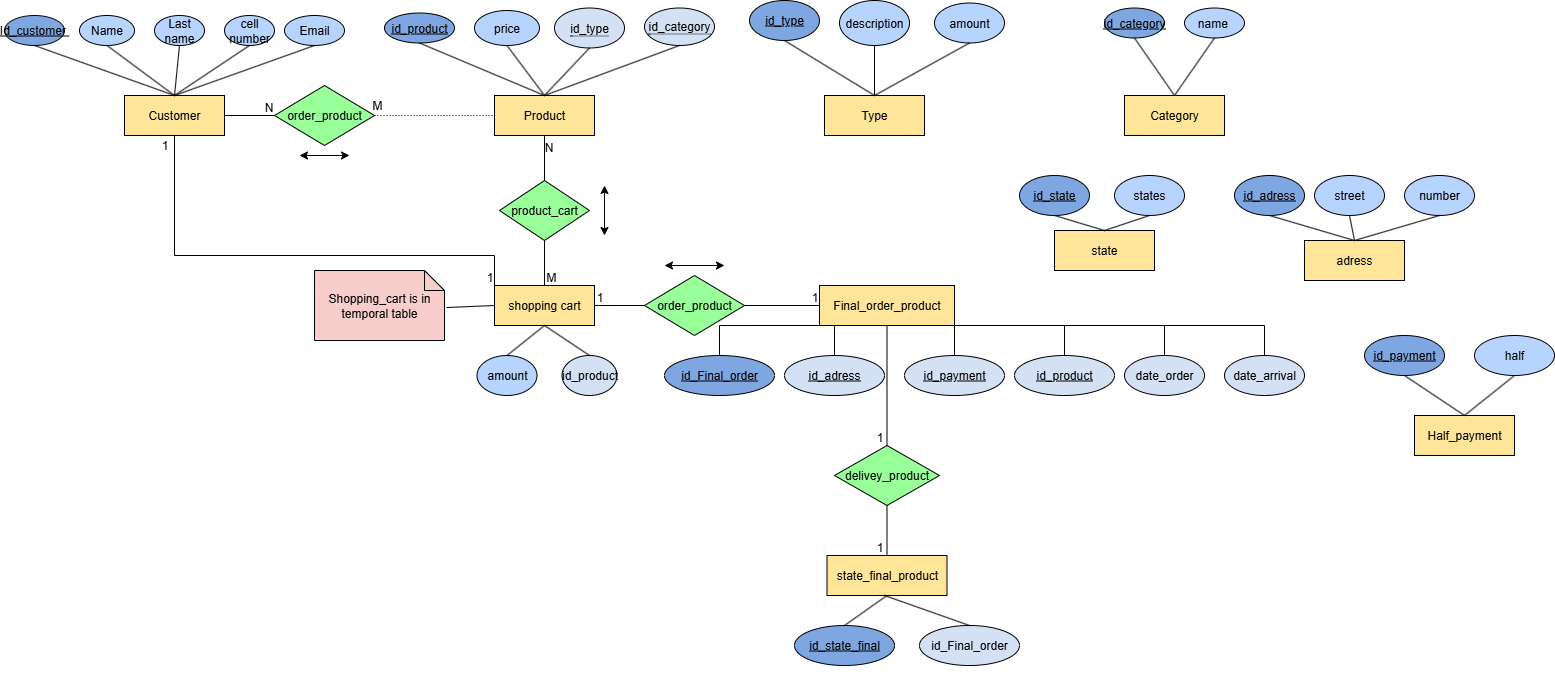 id_customer
Name
Last
name
cell
number
Email
id_product
price
id_type
id_category
id_type
description
amount
id_category
name
Customer
N
order_product
M
Product
Type
Category
1
N
product_cart
id_state
states
id_adress
street
number
state
adress
1
M
Shopping_cart is in
temporal table
shopping cart
1
order_product
1
Final_order_product
amount
id_product
id_Final_order
id_adress
id_payment
id_product
date_order
date_arrival
id_payment
half
Half_payment
1
delivey_product
1
state_final_product
id_state_final
id_Final_order